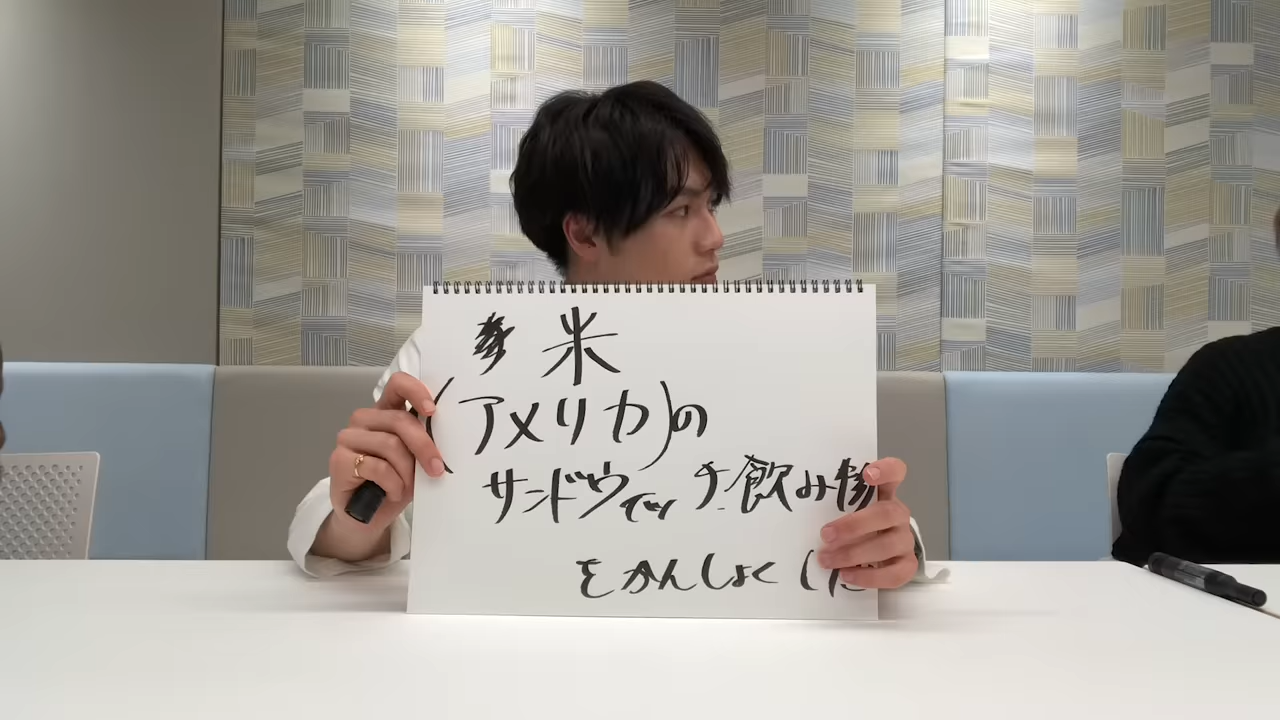 米
(アメリカ)の
サンドウィッチ飲み物
をかんしょくした